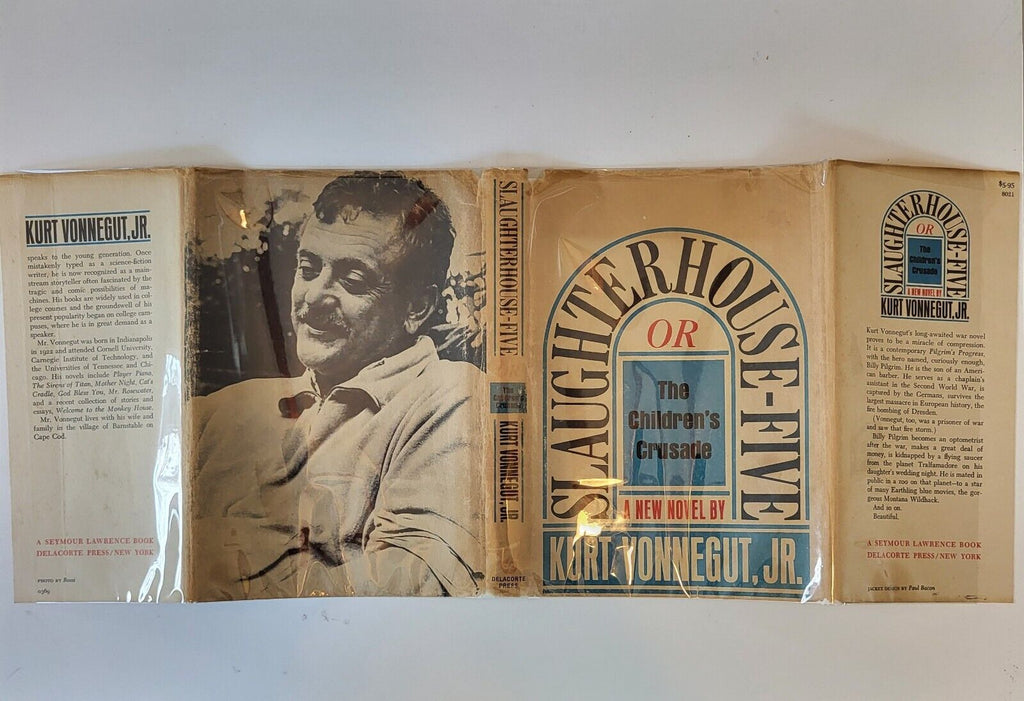 KURT VONNEGUT, JR.
speaks to the young generation. Once
mistakenly typed as a science-fiction
writer, he is now recognized as a main-
stream storyteller often fascinated by the
tragic and comic possibilities of ma-
chines. His books are widely used in col-
lege courses and the groundswell of his
present popularity began on college cam-
puses, where he is in great demand as a
speaker.
Mr. Vonnegut was born in Indianapolis
in 1922 and attended Cornell University,
Carnegie Institute of Technology, and
the Universities of Tennessee and Chi-
cago. His novels include Player Piano,
The Sirens of Titan, Mother Night, Cat's
Cradle, God Bless You, Mr. Rosewater,
and a recent collection of stories and
essays, Welcome to the Monkey House.
Mr. Vonnegut lives with his wife and
family in the village of Barnstable on
Cape Cod.
A SEYMOUR LAWRENCE BOOK
DELACORTE PRESS/NEW YORK
PHOTO BY
0369
SLAUGHTERHOUSE-FIVE
The
Children's
Crusade
KURT VONNEGUT, JR.
DELACORTE
PRESS
SLAUGHTERHOUSE-FIVE
OR
The
Children's
Crusade
A NEW NOVEL BY
KURT VONNEGUT, JR.
$5.95
8021
SLAUGHTERHOUSE-FIVE
OR
The
Children's
Crusade
A NEW NOVEL BY
KURT VONNEGUT, JR.
Kurt Vonnegut's long-awaited war novel
proves to be a miracle of compression.
It is a contemporary Pilgrim's Progress,
with the hero named, curiously enough,
Billy Pilgrim. He is the son of an Ameri-
can barber. He serves as a chaplain's
assistant in the Second World War, is
captured by the Germans, survives the
largest massacre in European history, the
fire bombing of Dresden.
(Vonnegut, too, was a prisoner of war
and saw that fire storm.)
Billy Pilgrim becomes an optometrist
after the war, makes a great deal of
money, is kidnapped by a flying saucer
from the planet Tralfamadore on his
daughter's wedding night. He is mated in
public in a zoo on that planet—to a star
of many Earthling blue movies, the gor-
geous Montana Wildhack.
And so on.
Beautiful.
A SEYMOUR LAWRENCE BOOK
DELACORTE PRESS/NEW YORK
JACKET DESIGN BY Paul Bacon